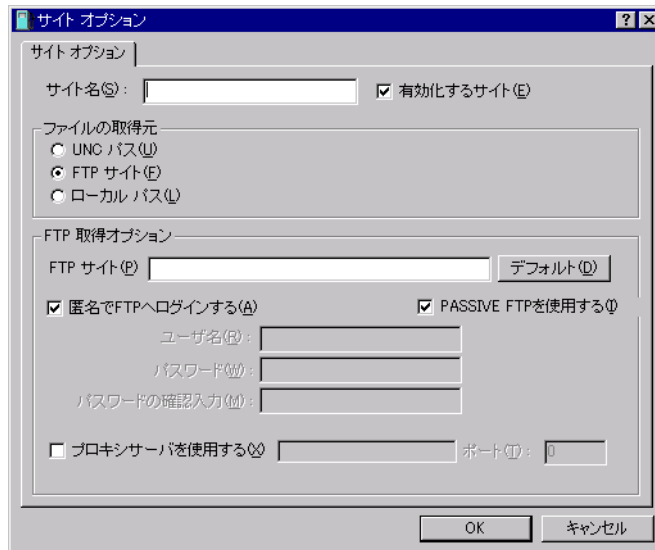 サイト オプション
サイト オプション
サイト名(S):
有効化するサイト(E)
ファイルの取得元
UNC パス(U)
FTP サイト(F)
ローカル パス(L)
FTP 取得オプション
FTP サイト(P)
デフォルト(D)
匿名でFTPへログインする(A)
PASSIVE FTPを使用する(I)
ユーザ名(R):
パスワード(W):
パスワードの確認入力(M):
プロキシサーバを使用する(X)
ポート(T): 0
OK
キャンセル